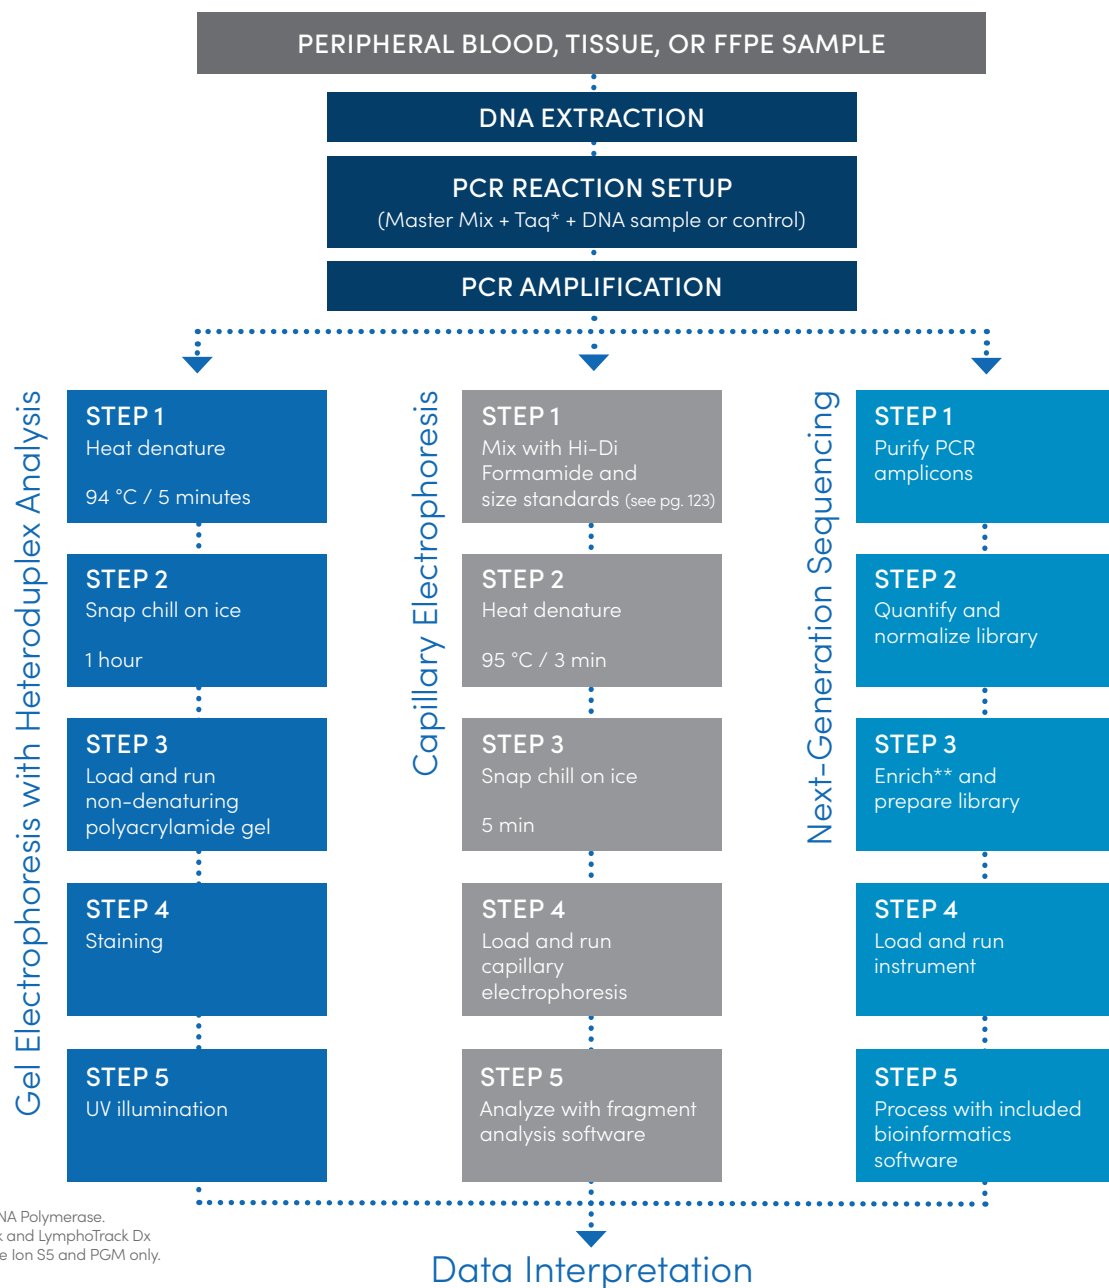 PERIPHERAL BLOOD, TISSUE, OR FFPE SAMPLE
DNA EXTRACTION
PCR REACTION SETUP
(Master Mix + Taq* + DNA sample or control)
PCR AMPLIFICATION
Gel Electrophoresis with Heteroduplex Analysis
STEP 1
Heat denature
94 °C / 5 minutes
STEP 2
Snap chill on ice
1 hour
STEP 3
Load and run
non-denaturing
polyacrylamide gel
STEP 4
Staining
STEP 5
UV illumination
Capillary Electrophoresis
STEP 1
Mix with Hi-Di
Formamide and
size standards (see pg. 123)
STEP 2
Heat denature
95 °C / 3 min
STEP 3
Snap chill on ice
5 min
STEP 4
Load and run
capillary
electrophoresis
STEP 5
Analyze with fragment
analysis software
Next-Generation Sequencing
STEP 1
Purify PCR
amplicons
STEP 2
Quantify and
normalize library
STEP 3
Enrich** and
prepare library
STEP 4
Load and run
instrument
STEP 5
Process with included
bioinformatics
software
NA Polymerase.
k and LymphoTrack Dx
e Ion S5 and PGM only.
Data Interpretation